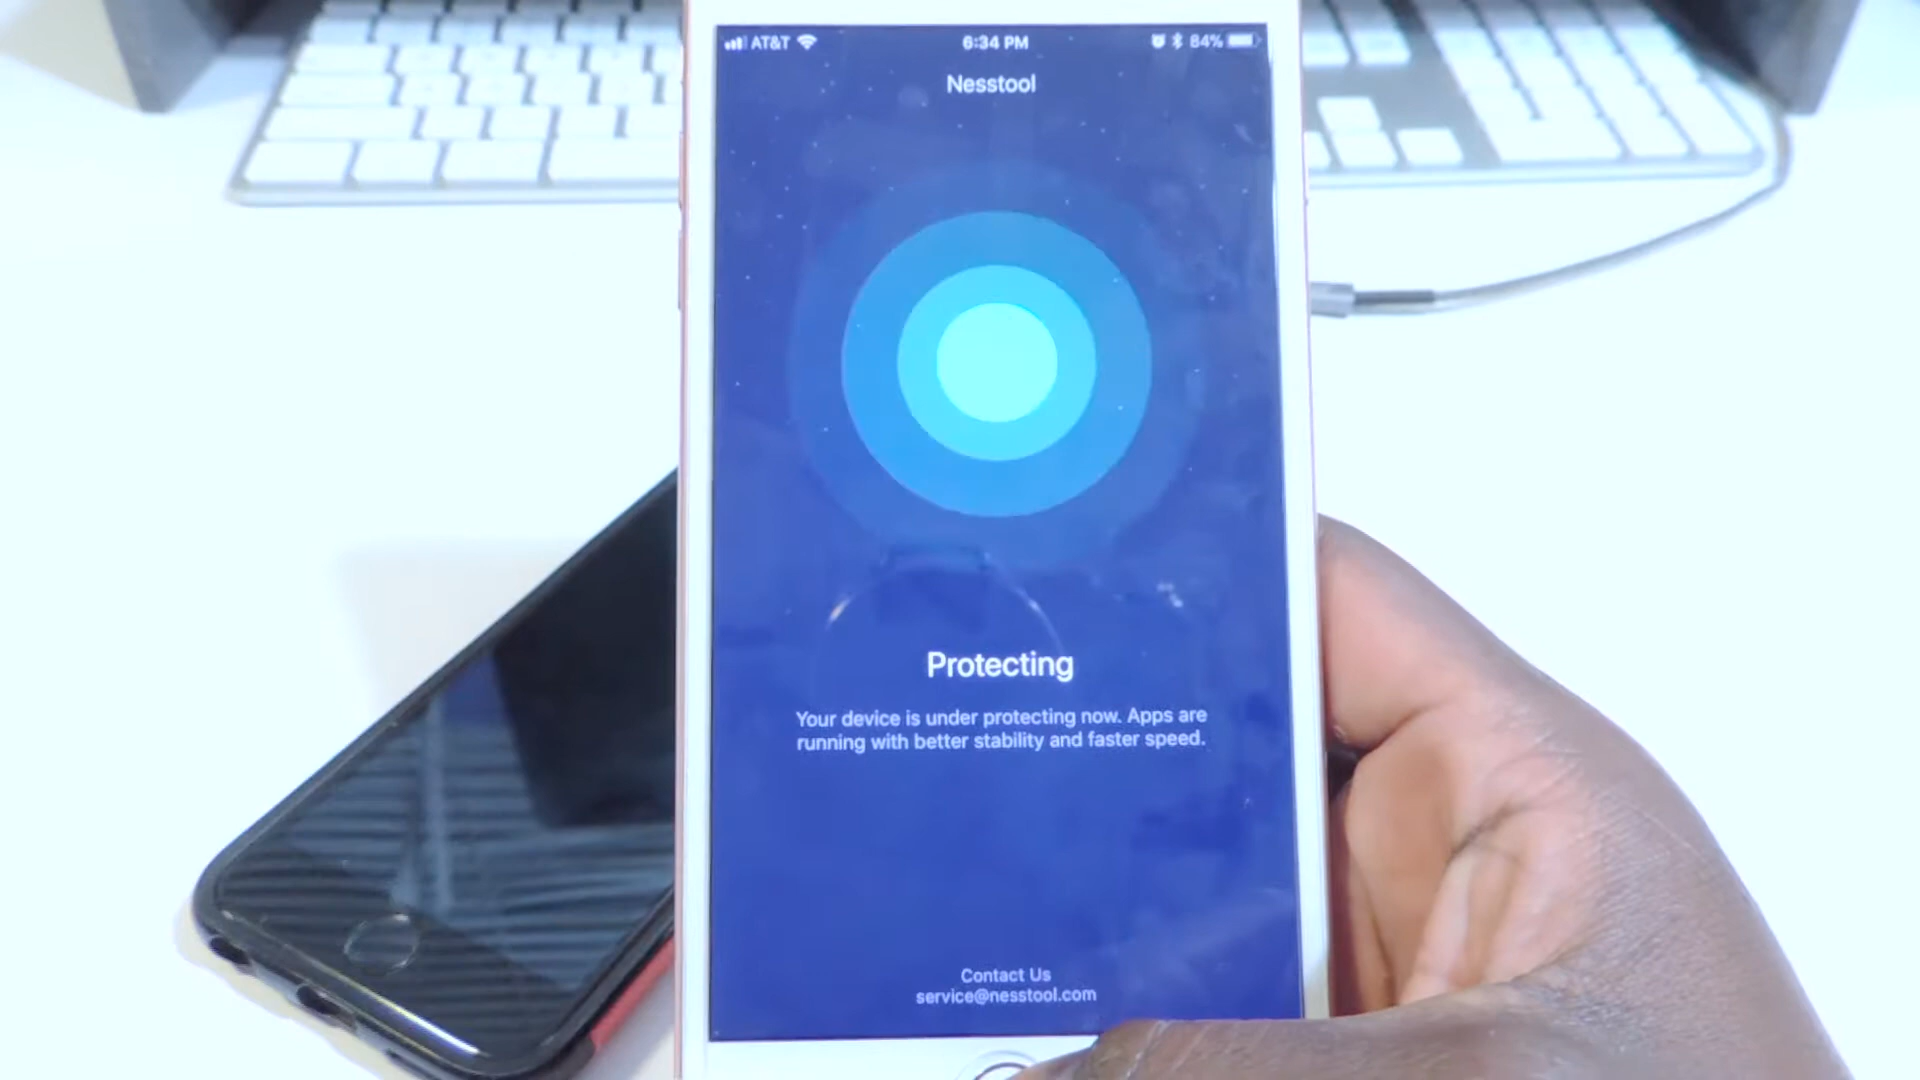 AT&T 6:34 PM 84%
Nesstool
Protecting
Your device is under protecting now. Apps are
running with better stability and faster speed.
Contact Us
service@nesstool.com